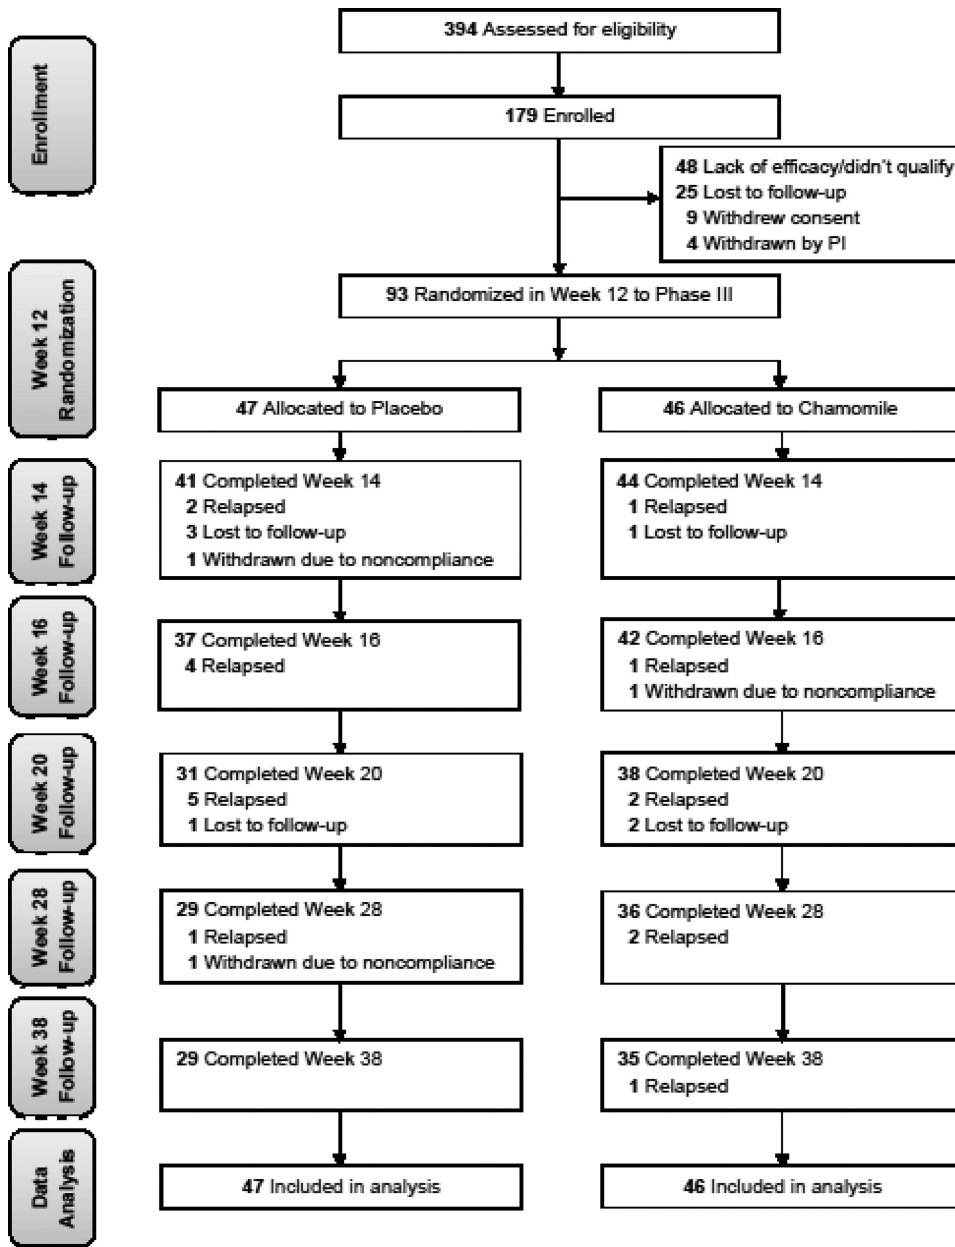 394 Assessed for eligibility
Enrollment
179 Enrolled
48 Lack of efficacy/didn't qualify
25 Lost to follow-up
9 Withdrew consent
4 Withdrawn by PI
Week 12
Randomization
93 Randomized in Week 12 to Phase III
47 Allocated to Placebo
46 Allocated to Chamomile
Week 14
Follow-up
41 Completed Week 14
2 Relapsed
3 Lost to follow-up
1 Withdrawn due to noncompliance
44 Completed Week 14
1 Relapsed
1 Lost to follow-up
Week 16
Follow-up
37 Completed Week 16
4 Relapsed
42 Completed Week 16
1 Relapsed
1 Withdrawn due to noncompliance
Week 20
Follow-up
31 Completed Week 20
5 Relapsed
1 Lost to follow-up
38 Completed Week 20
2 Relapsed
2 Lost to follow-up
Week 28
Follow-up
29 Completed Week 28
1 Relapsed
1 Withdrawn due to noncompliance
36 Completed Week 28
2 Relapsed
Week 38
Follow-up
29 Completed Week 38
35 Completed Week 38
1 Relapsed
Data
Analysis
47 Included in analysis
46 Included in analysis